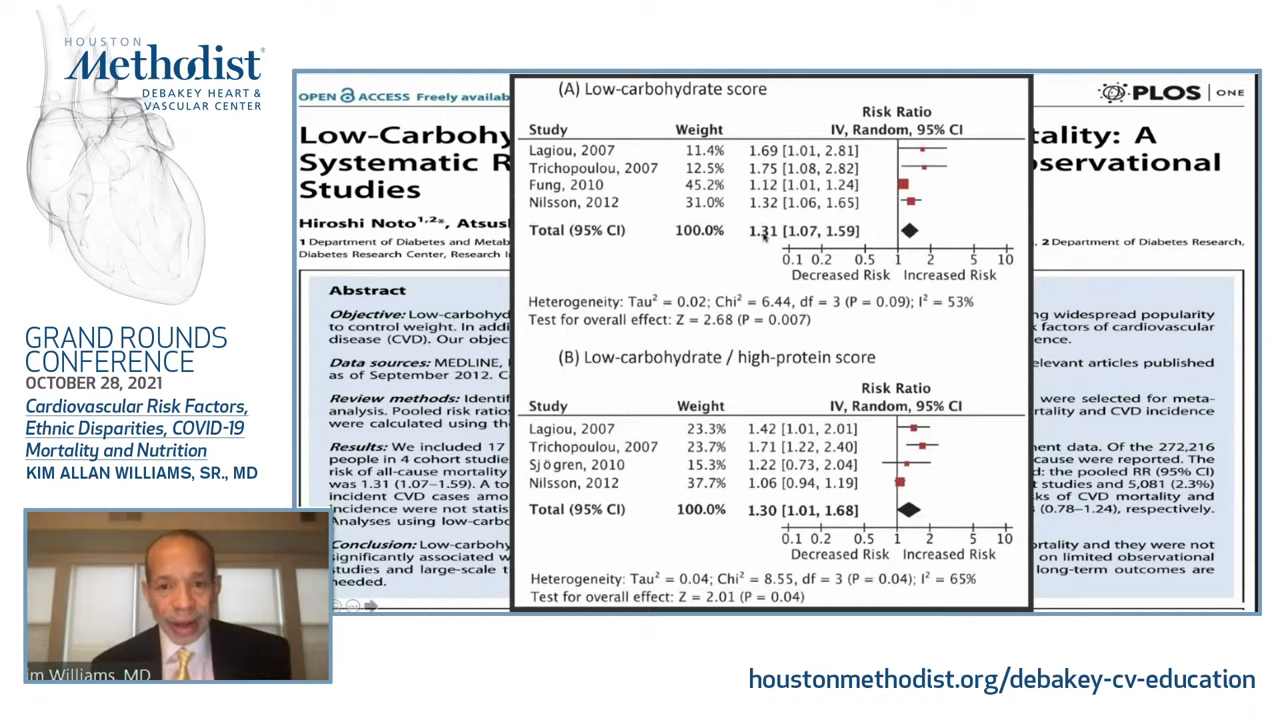 HOUSTON
Methodist
DEBAKEY HEART &
VASCULAR CENTER
GRAND ROUNDS
CONFERENCE
OCTOBER 28, 2021
Cardiovascular Risk Factors,
Ethnic Disparities, COVID-19
Mortality and Nutrition
KIM ALLAN WILLIAMS, SR., MD
im Williams, MD
OPEN ACCESS Freely availab
PLOS | ONE
Low-Carbohy tality: A
Systematic R bservational
Studies
Hiroshi Noto1,2*, Atsus
1 Department of Diabetes and Metab , 2 Department of Diabetes Research,
Diabetes Research Center, Research I
Abstract
Objective: Low-carbohyd ng widespread popularity
to control weight. In addi factors of cardiovascular
disease (CVD). Our objec ence.
Data sources: MEDLINE, elevant articles published
as of September 2012. C
Review methods: Identif were selected for meta-
analysis. Pooled risk ratios rtality and CVD incidence
were calculated using the
Results: We included 17 nent data. Of the 272,216
people in 4 cohort studie cause were reported. The
risk of all-cause mortality d: the pooled RR (95% CI)
was 1.31 (1.07–1.59). A to t studies and 5,081 (2.3%)
incident CVD cases amo ks of CVD mortality and
incidence were not statis (0.78–1.24), respectively.
Analyses using low-carbo
Conclusion: Low-carbohy ortality and they were not
significantly associated w on limited observational
studies and large-scale t long-term outcomes are
needed.
(A) Low-carbohydrate score
Risk Ratio
Study Weight IV, Random, 95% CI
Lagiou, 2007 11.4% 1.69 [1.01, 2.81]
Trichopoulou, 2007 12.5% 1.75 [1.08, 2.82]
Fung, 2010 45.2% 1.12 [1.01, 1.24]
Nilsson, 2012 31.0% 1.32 [1.06, 1.65]
Total (95% CI) 100.0% 1.31 [1.07, 1.59]
0.1 0.2 0.5 1 2 5 10
Decreased Risk Increased Risk
Heterogeneity: Tau² = 0.02; Chi² = 6.44, df = 3 (P = 0.09); I² = 53%
Test for overall effect: Z = 2.68 (P = 0.007)
(B) Low-carbohydrate / high-protein score
Risk Ratio
Study Weight IV, Random, 95% CI
Lagiou, 2007 23.3% 1.42 [1.01, 2.01]
Trichopoulou, 2007 23.7% 1.71 [1.22, 2.40]
Sjögren, 2010 15.3% 1.22 [0.73, 2.04]
Nilsson, 2012 37.7% 1.06 [0.94, 1.19]
Total (95% CI) 100.0% 1.30 [1.01, 1.68]
0.1 0.2 0.5 1 2 5 10
Decreased Risk Increased Risk
Heterogeneity: Tau² = 0.04; Chi² = 8.55, df = 3 (P = 0.04); I² = 65%
Test for overall effect: Z = 2.01 (P = 0.04)
houstonmethodist.org/debakey-cv-education